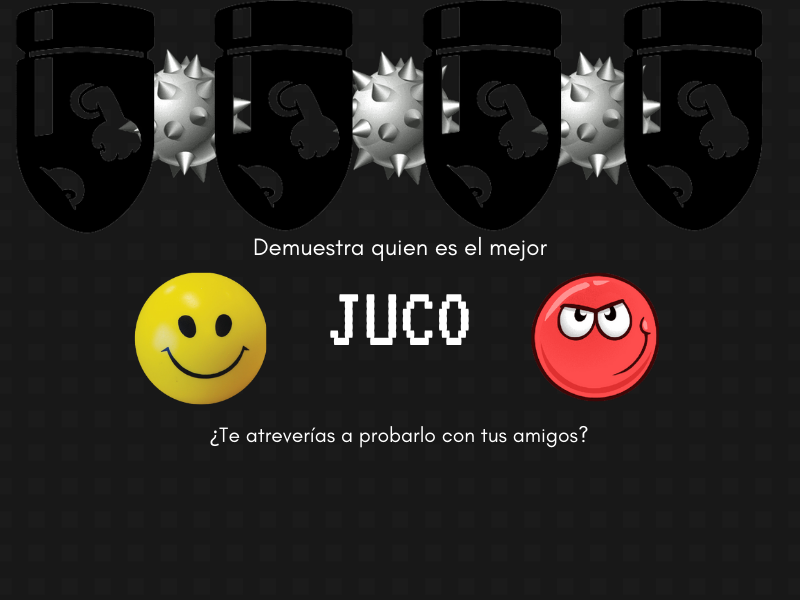 Demuestra quien es el mejor
JUCO
¿Te atreverías a probarlo con tus amigos?